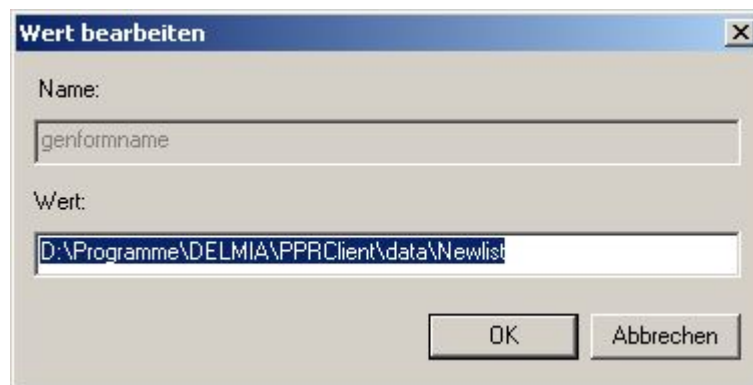 Wert bearbeiten
Name:
genformname
Wert:
D:\Programme\DELMIA\PPRClient\data\Newlist
OK Abbrechen